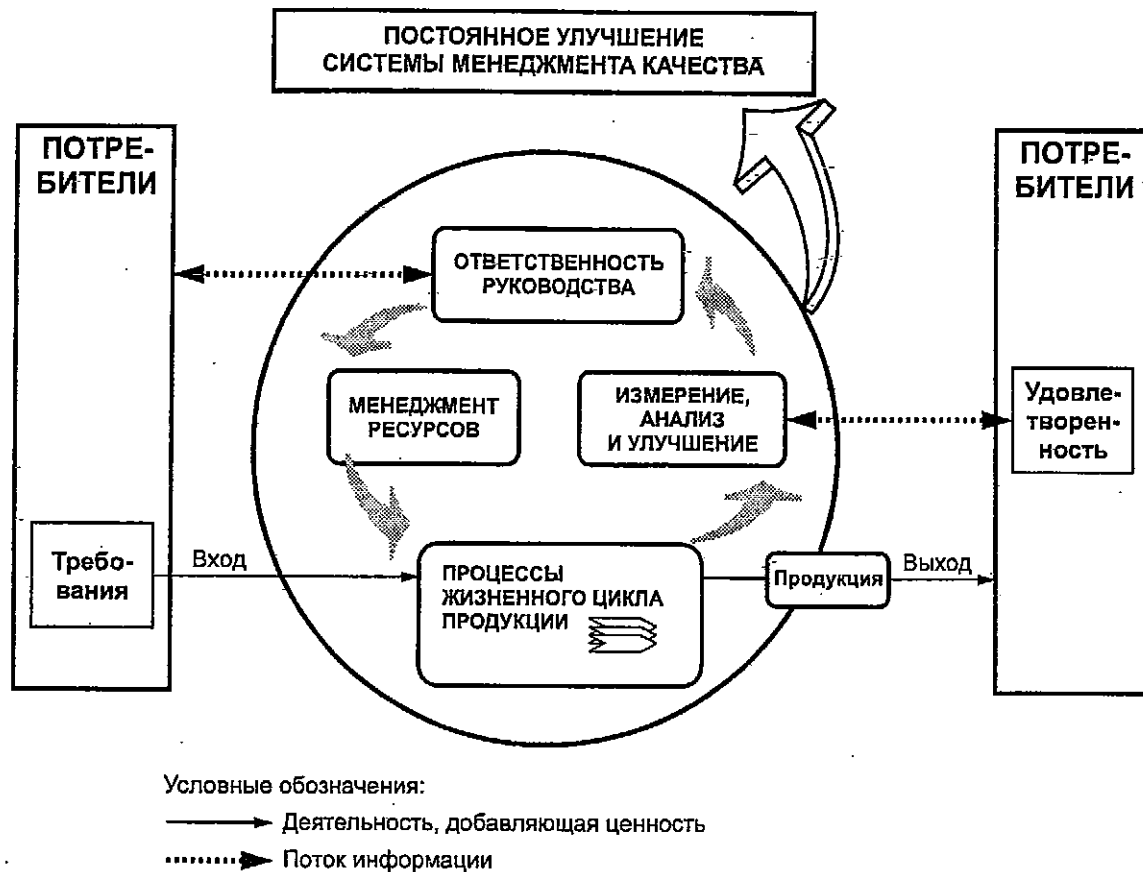 ПОСТОЯННОЕ УЛУЧШЕНИЕ
СИСТЕМЫ МЕНЕДЖМЕНТА КАЧЕСТВА
ПОТРЕ-
БИТЕЛИ
ПОТРЕ-
БИТЕЛИ
ОТВЕТСТВЕННОСТЬ
РУКОВОДСТВА
МЕНЕДЖМЕНТ
РЕСУРСОВ
ИЗМЕРЕНИЕ,
АНАЛИЗ
И УЛУЧШЕНИЕ
Удовле-
творен-
ность
Требо-
вания
Вход
ПРОЦЕССЫ
ЖИЗНЕННОГО ЦИКЛА
ПРОДУКЦИИ
Продукция
Выход
Условные обозначения:
Деятельность, добавляющая ценность
Поток информации